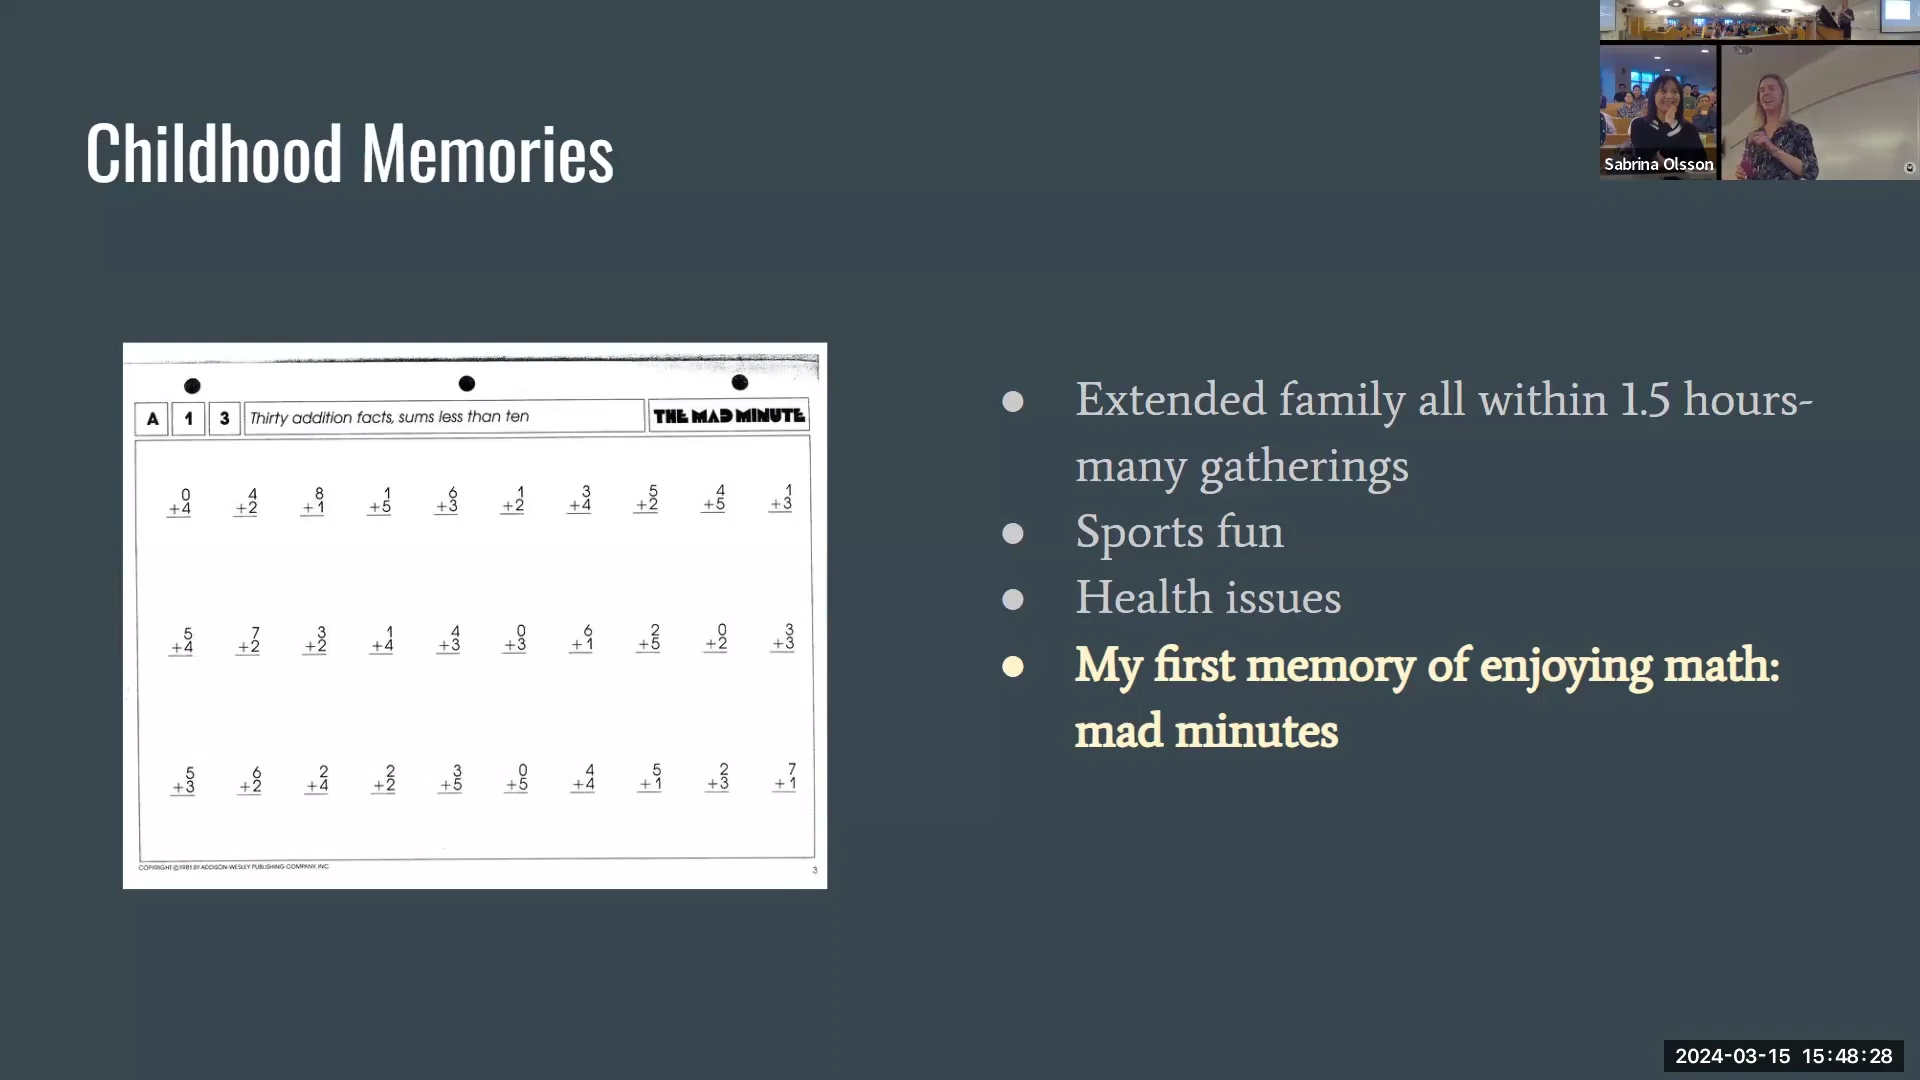 Childhood Memories
Sabrina Olsson
A 1 3 Thirty addition facts, sums less than ten THE MAD MINUTE
0 4 8 1 6 1 3 5 4 1
+4 +2 +1 +5 +3 +2 +4 +2 +5 +3
5 7 3 1 4 0 6 2 0 3
+4 +2 +2 +4 +3 +3 +1 +5 +2 +3
5 6 2 2 3 0 4 5 2 7
+3 +2 +4 +2 +5 +5 +4 +1 +3 +1
COPYRIGHT © 1981 BY ADDISON-WESLEY PUBLISHING COMPANY, INC.
3
● Extended family all within 1.5 hours-
many gatherings
● Sports fun
● Health issues
● My first memory of enjoying math:
mad minutes
2024-03-15 15:48:28